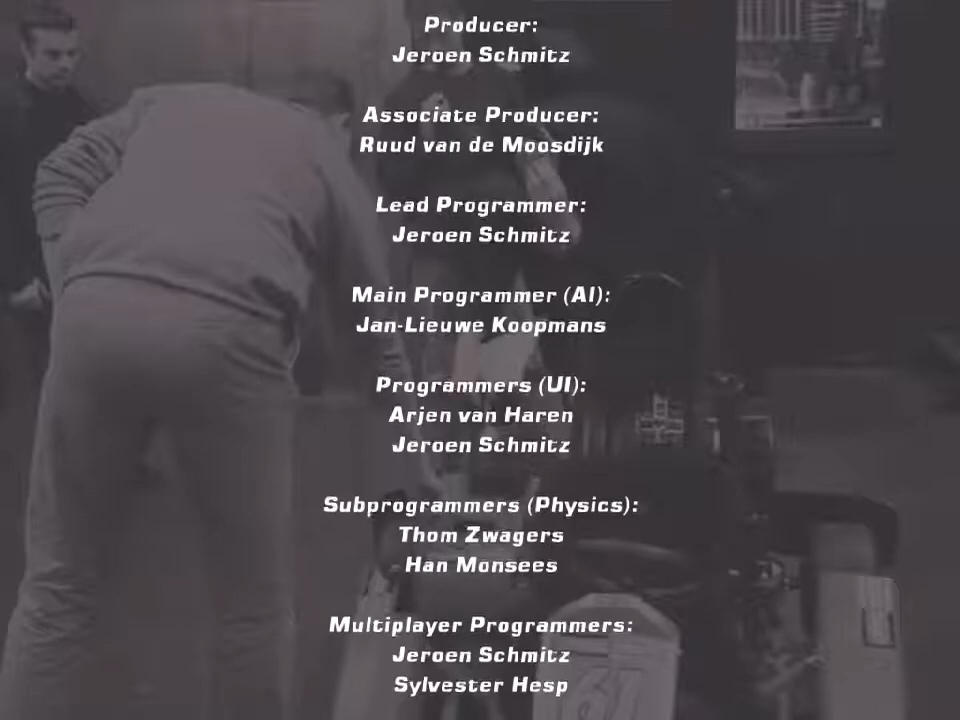 Producer:
Jeroen Schmitz
Associate Producer:
Ruud van de Moosdijk
Lead Programmer:
Jeroen Schmitz
Main Programmer (AI):
Jan-Lieuwe Koopmans
Programmers (UI):
Arjen van Haren
Jeroen Schmitz
Subprogrammers (Physics):
Thom Zwagers
Han Monsees
Multiplayer Programmers:
Jeroen Schmitz
Sylvester Hesp